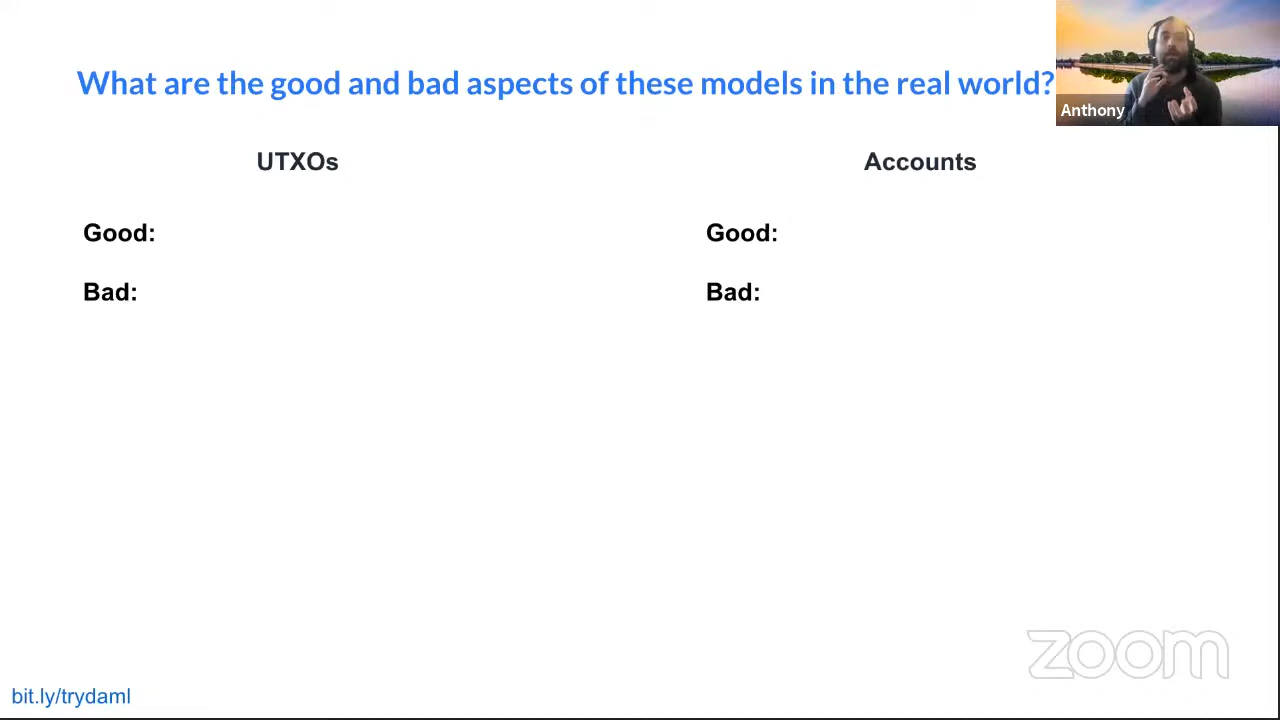 What are the good and bad aspects of these models in the real world?
Anthony
UTXOs
Accounts
Good:
Good:
Bad:
Bad:
zoom
bit.ly/trydaml